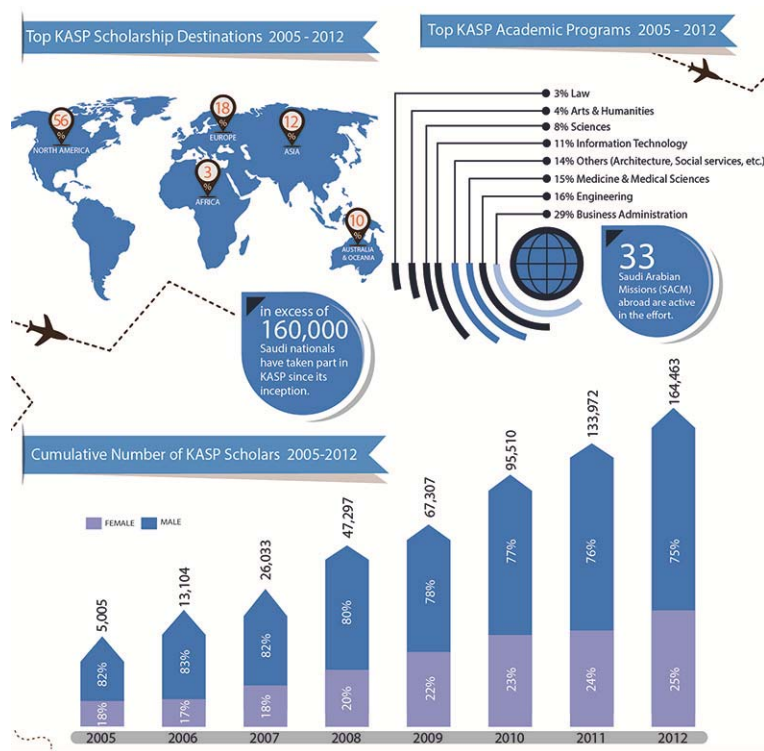 Top KASP Scholarship Destinations 2005 - 2012
56
%
NORTH AMERICA
18
%
EUROPE
12
%
ASIA
3
%
AFRICA
10
%
AUSTRALIA
& OCEANIA
in excess of
160,000
Saudi nationals
have taken part in
KASP since its
inception.
Top KASP Academic Programs 2005 - 2012
3% Law
4% Arts & Humanities
8% Sciences
11% Information Technology
14% Others (Architecture, Social services, etc.)
15% Medicine & Medical Sciences
16% Engineering
29% Business Administration
33
Saudi Arabian
Missions (SACM)
abroad are active
in the effort.
Cumulative Number of KASP Scholars 2005-2012
FEMALE
MALE
5,005
13,104
26,033
47,297
67,307
95,510
133,972
164,463
82%
83%
82%
80%
78%
77%
76%
75%
18%
17%
18%
20%
22%
23%
24%
25%
2005
2006
2007
2008
2009
2010
2011
2012